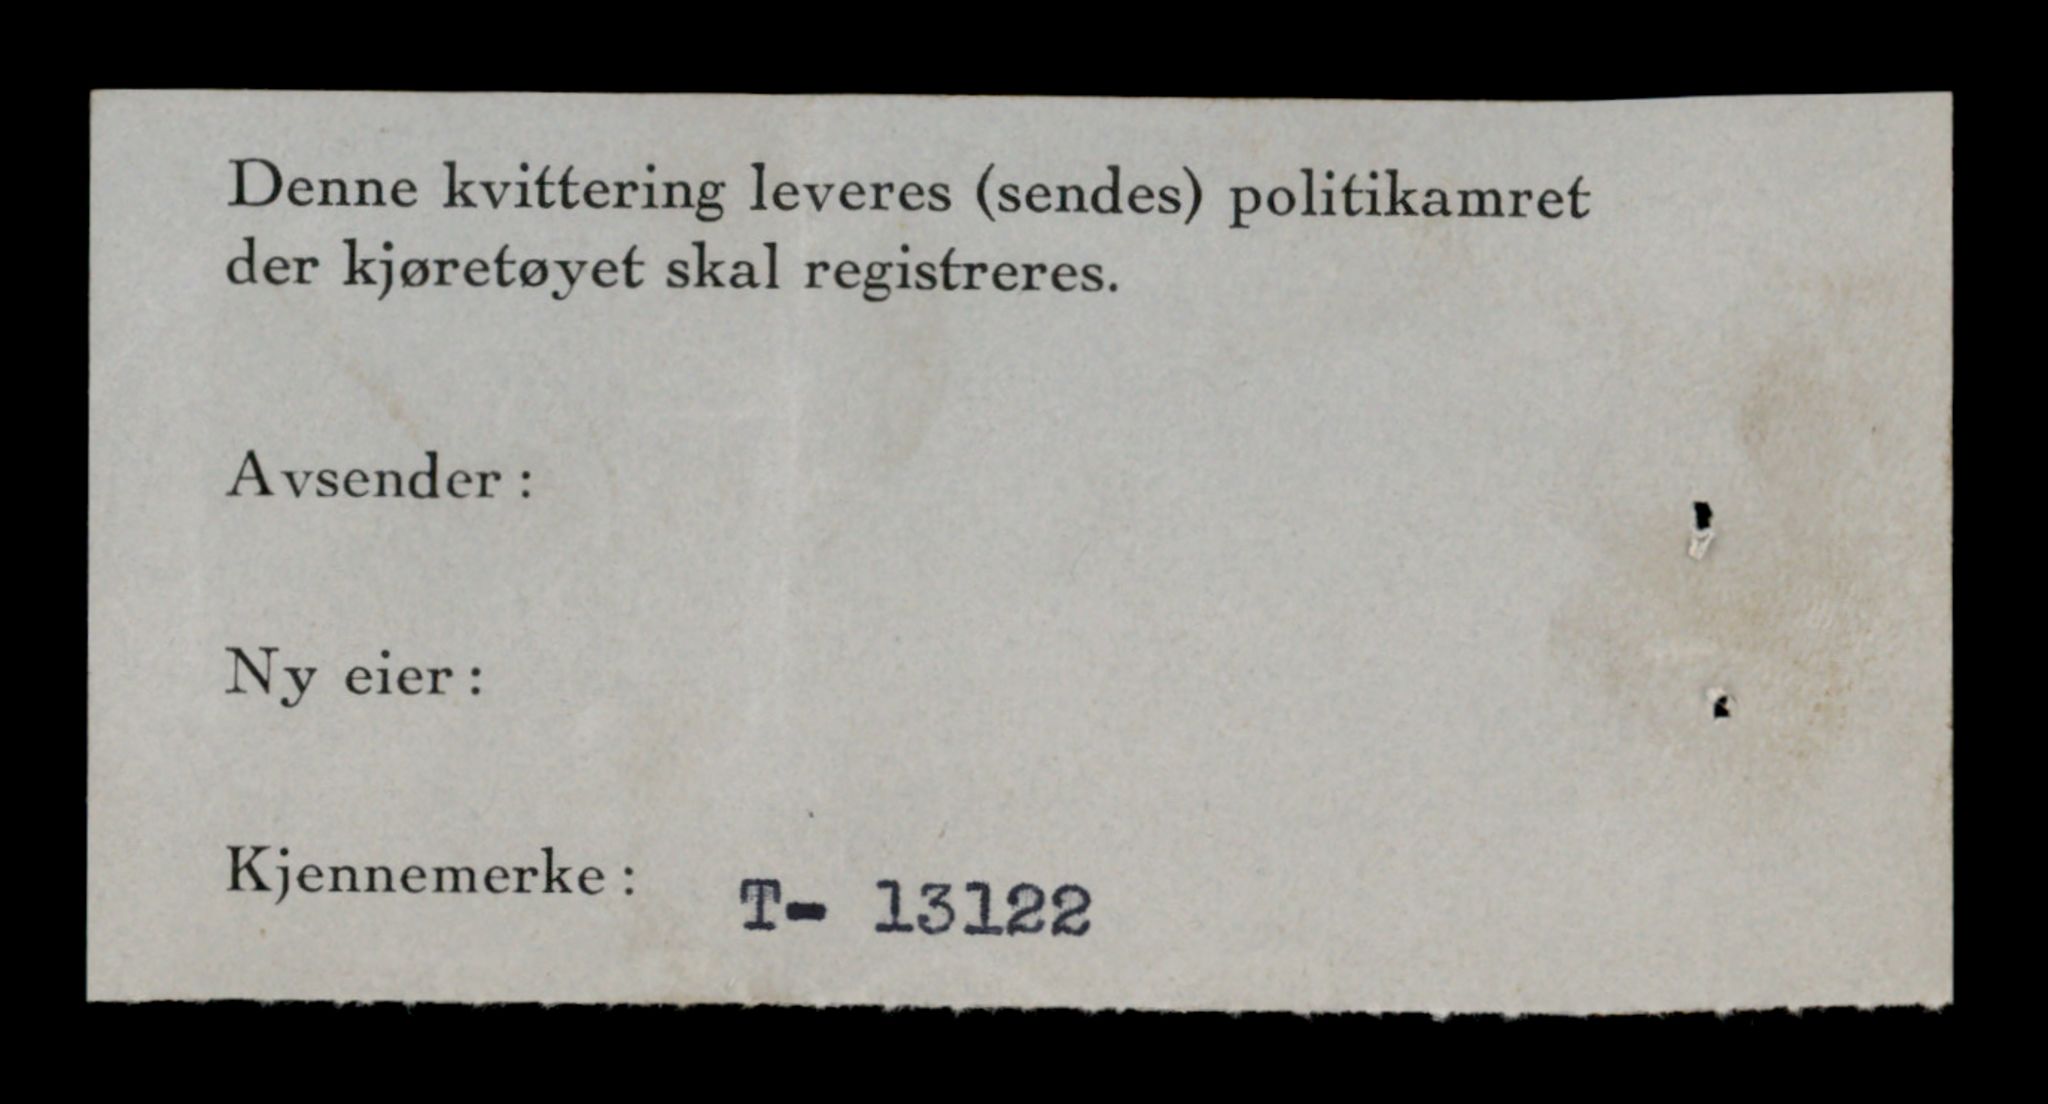 Denne kvittering leveres (sendes) politikamret
der kjøretøyet skal registreres.
Avsender :
Ny eier :
Kjennemerke : T- 13122